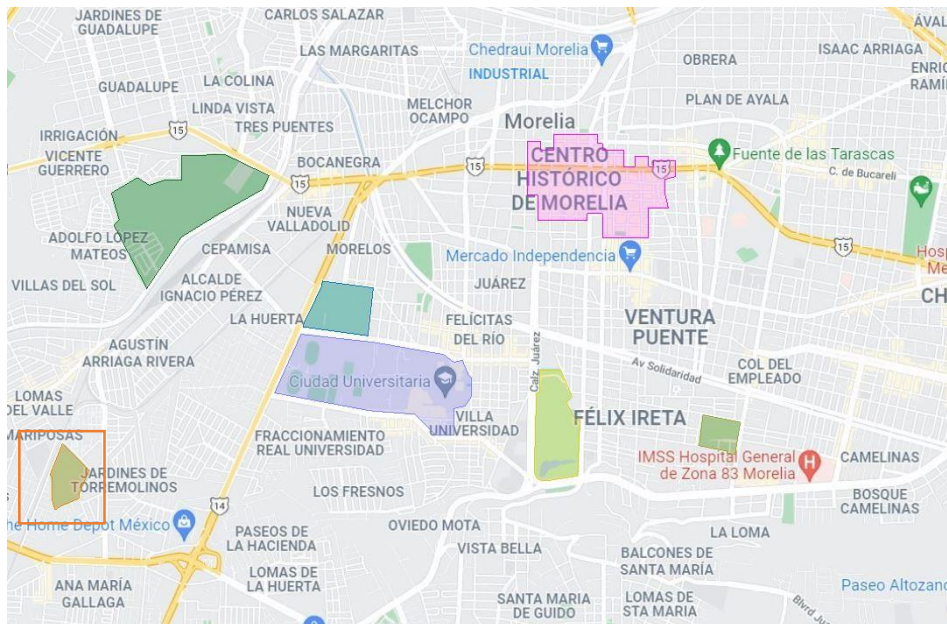 JARDINES DE
GUADALUPE
CARLOS SALAZAR
LAS MARGARITAS
Chedraui Morelia
INDUSTRIAL
OBRERA
ISAAC ARRIAGA
LA COLINA
GUADALUPE
LINDA VISTA
MELCHOR
OCAMPO
PLAN DE AYALA
TRES PUENTES
IRRIGACIÓN
15
Morelia
VICENTE
GUERRERO
BOCANEGRA
15
15
CENTRO
HISTÓRICO
DE MORELIA
15
Fuente de las Tarascas
C. de Bucareli
NUEVA
VALLADOLID
ADOLFO LÓPEZ
MATEOS
CEPAMISA
MORELOS
Mercado Independencia
15
VILLAS DEL SOL
ALCALDE
IGNACIO PÉREZ
JUÁREZ
CH
LA HUERTA
FELÍCITAS
DEL RÍO
VENTURA
PUENTE
AGUSTÍN
ARRIAGA RIVERA
Calz. Juárez
Av Solidaridad
COL DEL
EMPLEADO
Ciudad Universitaria
LOMAS
DEL VALLE
VILLA
UNIVERSIDAD
FÉLIX IRETA
MARIPOSAS
FRACCIONAMIENTO
REAL UNIVERSIDAD
IMSS Hospital General
de Zona 83 Morelia
H
CAMELINAS
JARDINES DE
TORREMOLINOS
LOS FRESNOS
14
BOSQUE
CAMELINAS
The Home Depot México
PASEOS DE
LA HACIENDA
OVIEDO MOTA
LA LOMA
VISTA BELLA
BALCONES DE
SANTA MARÍA
ANA MARÍA
GALLAGA
LOMAS DE
LA HUERTA
Paseo Altozano
SANTA MARIA
DE GUIDO
LOMAS DE
STA MARIA